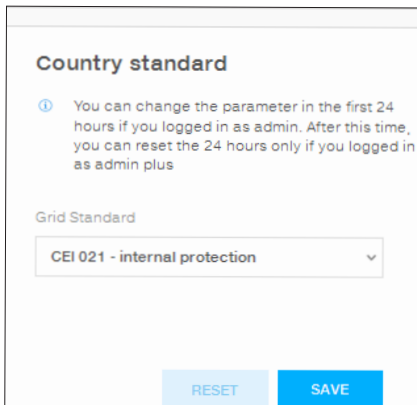 Country standard
You can change the parameter in the first 24
hours if you logged in as admin. After this time,
you can reset the 24 hours only if you logged in
as admin plus
Grid Standard
CEI 021 - internal protection
RESET
SAVE